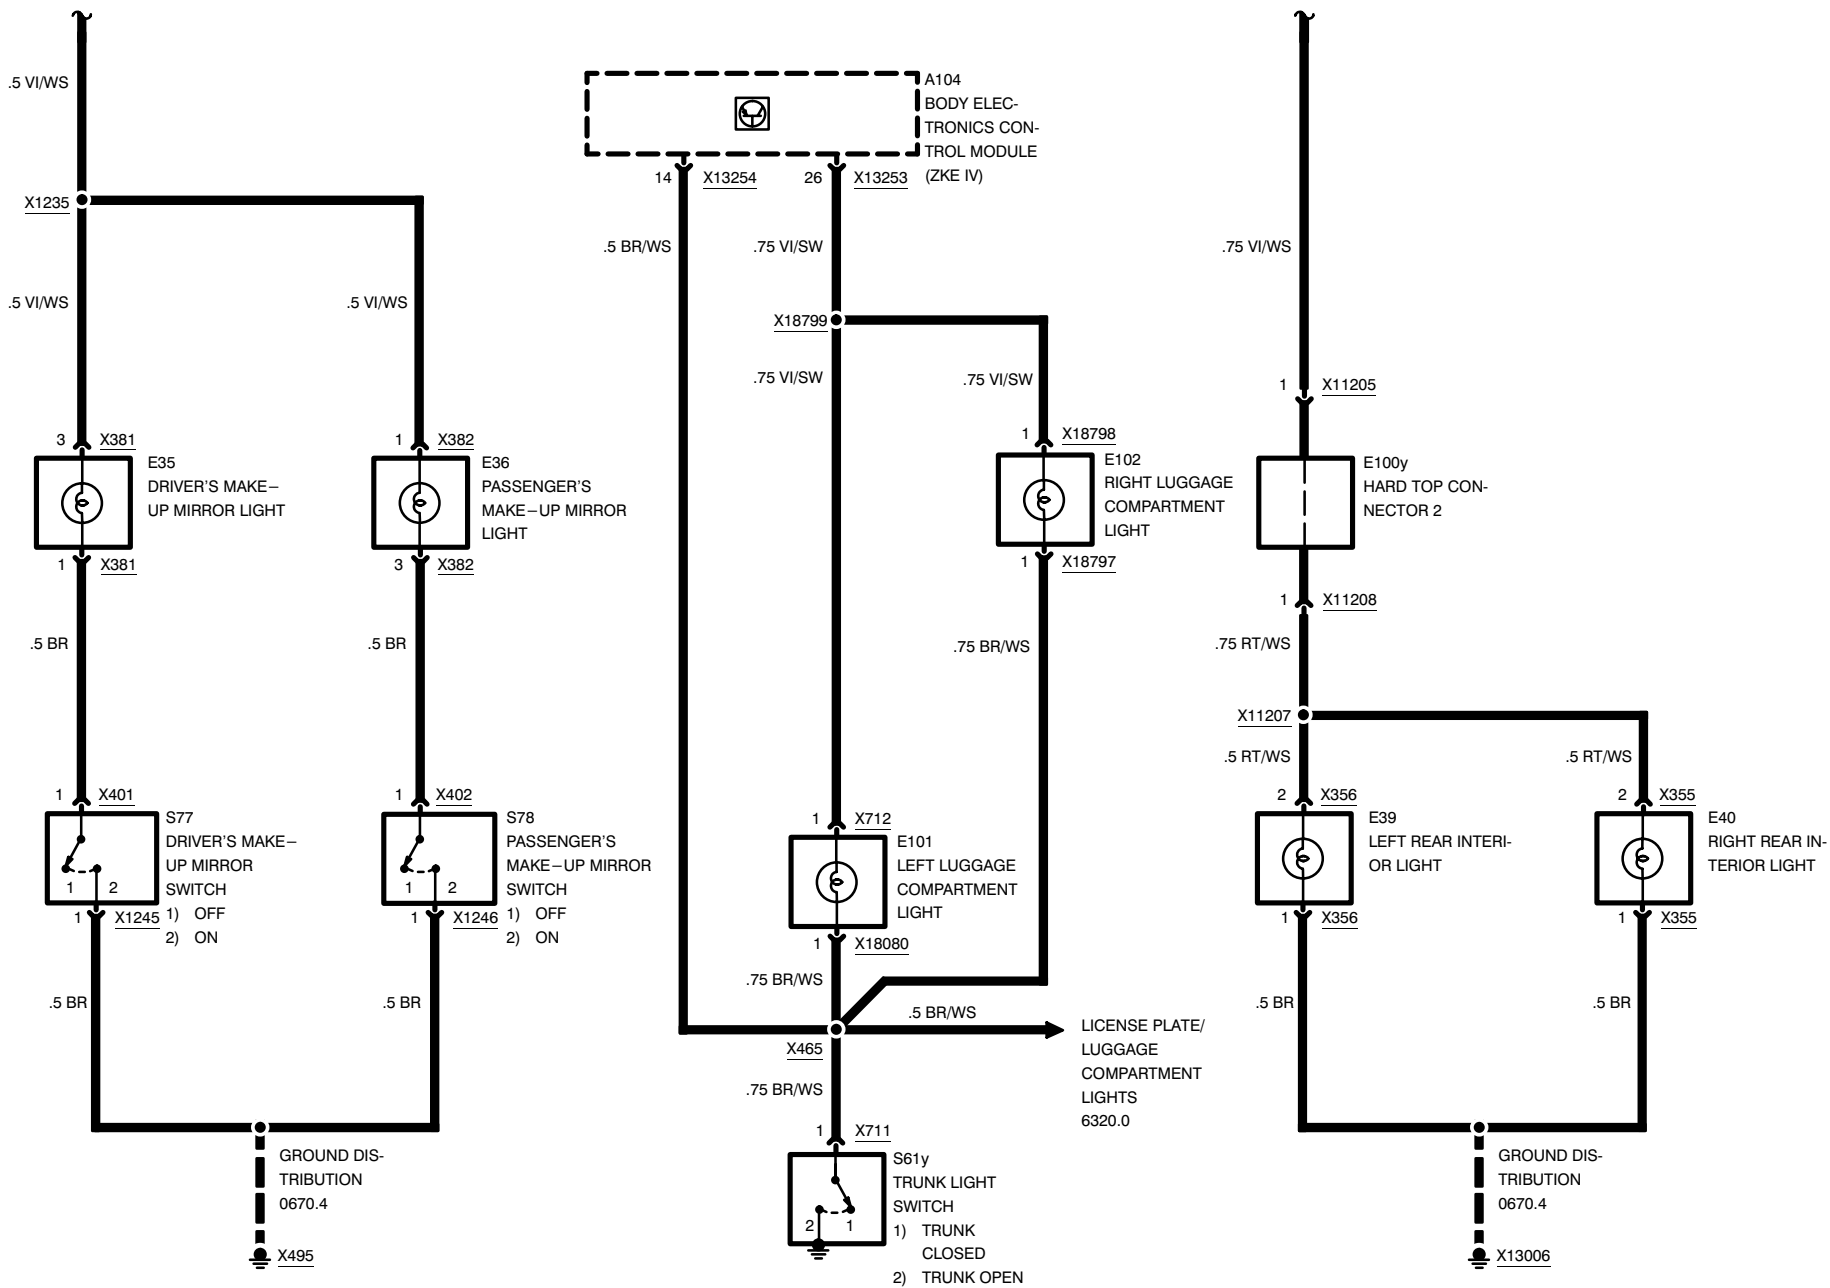 .5 VI/WS
X1235
.5 VI/WS
.5 VI/WS
3 X381
E35
DRIVER'S MAKE–
UP MIRROR LIGHT
1 X381
.5 BR
1 X401
S77
DRIVER'S MAKE–
UP MIRROR
SWITCH
1) OFF
2) ON
1 2
1 X1245
.5 BR
1 X382
E36
PASSENGER'S
MAKE–UP MIRROR
LIGHT
3 X382
.5 BR
1 X402
S78
PASSENGER'S
MAKE–UP MIRROR
SWITCH
1) OFF
2) ON
1 2
1 X1246
.5 BR
GROUND DIS-
TRIBUTION
0670.4
X495
A104
BODY ELEC-
TRONICS CON-
TROL MODULE
(ZKE IV)
14 X13254
26 X13253
.5 BR/WS
.75 VI/SW
X18799
.75 VI/SW
.75 VI/SW
1 X18798
E102
RIGHT LUGGAGE
COMPARTMENT
LIGHT
1 X18797
.75 BR/WS
1 X712
E101
LEFT LUGGAGE
COMPARTMENT
LIGHT
1 X18080
.75 BR/WS
.5 BR/WS
X465
LICENSE PLATE/
LUGGAGE
COMPARTMENT
LIGHTS
6320.0
.75 BR/WS
1 X711
S61y
TRUNK LIGHT
SWITCH
1) TRUNK
CLOSED
2) TRUNK OPEN
2 1
.75 VI/WS
1 X11205
E100y
HARD TOP CON-
NECTOR 2
1 X11208
.75 RT/WS
X11207
.5 RT/WS
.5 RT/WS
2 X356
E39
LEFT REAR INTERI-
OR LIGHT
1 X356
.5 BR
2 X355
E40
RIGHT REAR IN-
TERIOR LIGHT
1 X355
.5 BR
GROUND DIS-
TRIBUTION
0670.4
X13006